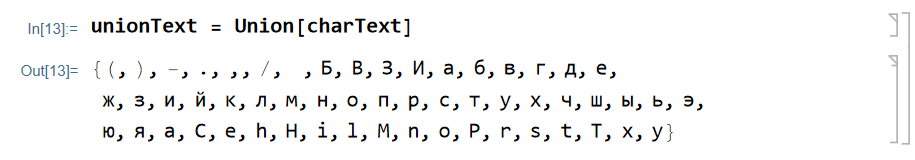 In[13]:= unionText = Union[charText]
Out[13]= {(, ), -, ., ,, /,  , Б, В, З, И, а, б, в, г, д, е,
ж, з, и, й, к, л, м, н, о, п, р, с, т, у, х, ч, ш, ы, ь, э,
ю, я, a, C, e, h, H, i, l, M, n, o, P, r, s, t, T, x, y}